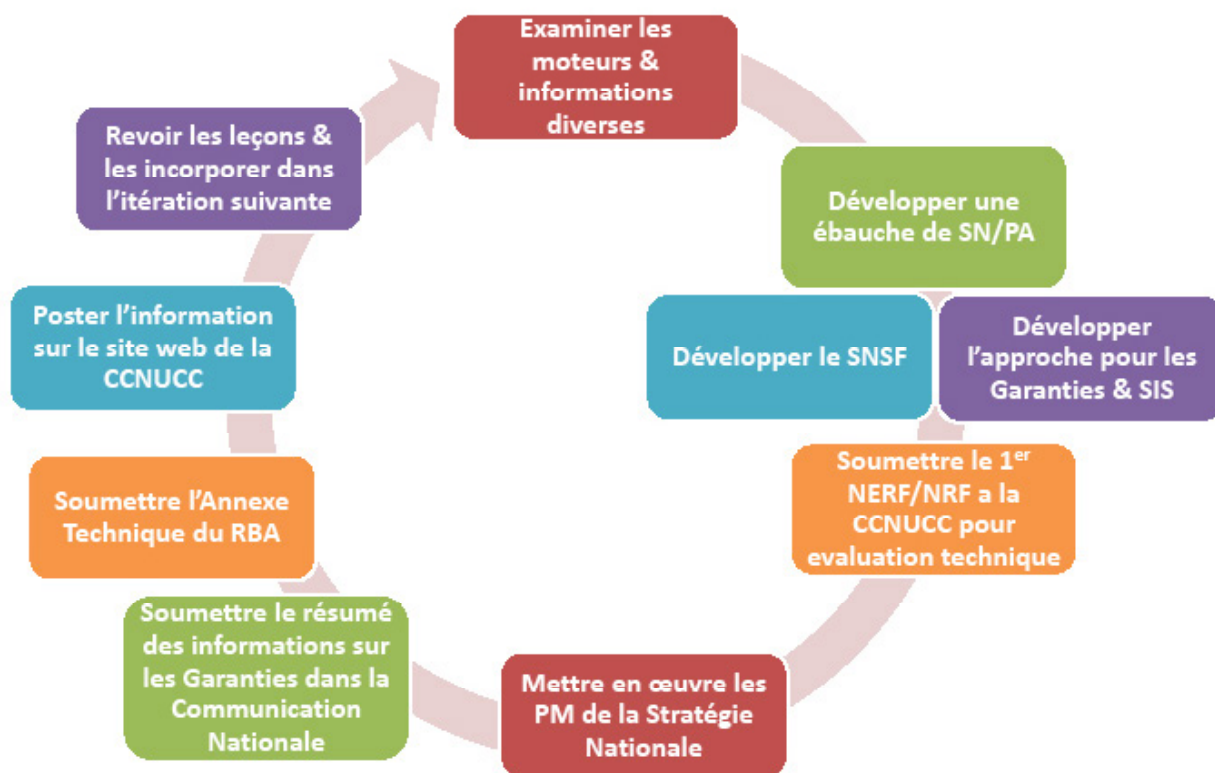 Examiner les
moteurs &
informations
diverses
Développer une
ébauche de SN/PA
Développer le SNSF
Développer
l'approche pour les
Garanties & SIS
Soumettre le 1er
NERF/NRF a la
CCNUCC pour
evaluation technique
Mettre en œuvre les
PM de la Stratégie
Nationale
Soumettre le résumé
des informations sur
les Garanties dans la
Communication
Nationale
Soumettre l'Annexe
Technique du RBA
Poster l'information
sur le site web de la
CCNUCC
Revoir les leçons &
les incorporer dans
l'itération suivante